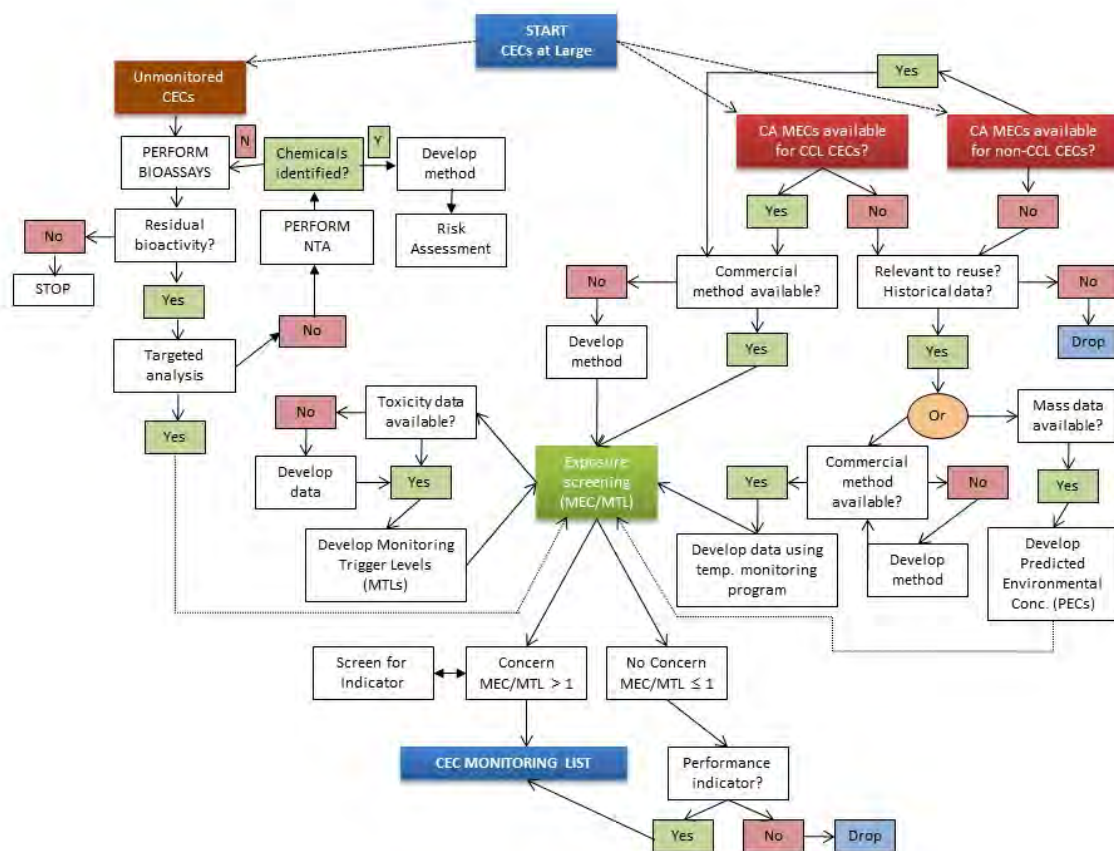 START
CECs at Large
Yes
Unmonitored
CECs
CA MECs available
for CCL CECs?
CA MECs available
for non-CCL CECs?
N
Y
PERFORM
BIOASSAYS
Chemicals
identified?
Develop
method
Yes
No
No
No
Residual
bioactivity?
PERFORM
NTA
Risk
Assessment
STOP
No
Commercial
method available?
Relevant to reuse?
Historical data?
No
Yes
No
Develop
method
Yes
Yes
Drop
Targeted
analysis
Yes
No
Toxicity data
available?
Or
Mass data
available?
Develop
data
Yes
Exposure
screening
(MEC/MTL)
Yes
Commercial
method
available?
No
Yes
Develop Monitoring
Trigger Levels
(MTLs)
Develop data using
temp. monitoring
program
Develop
method
Develop
Predicted
Environmental
Conc. (PECs)
Screen for
Indicator
Concern
MEC/MTL > 1
No Concern
MEC/MTL ≤ 1
CEC MONITORING LIST
Performance
indicator?
Yes
No
Drop